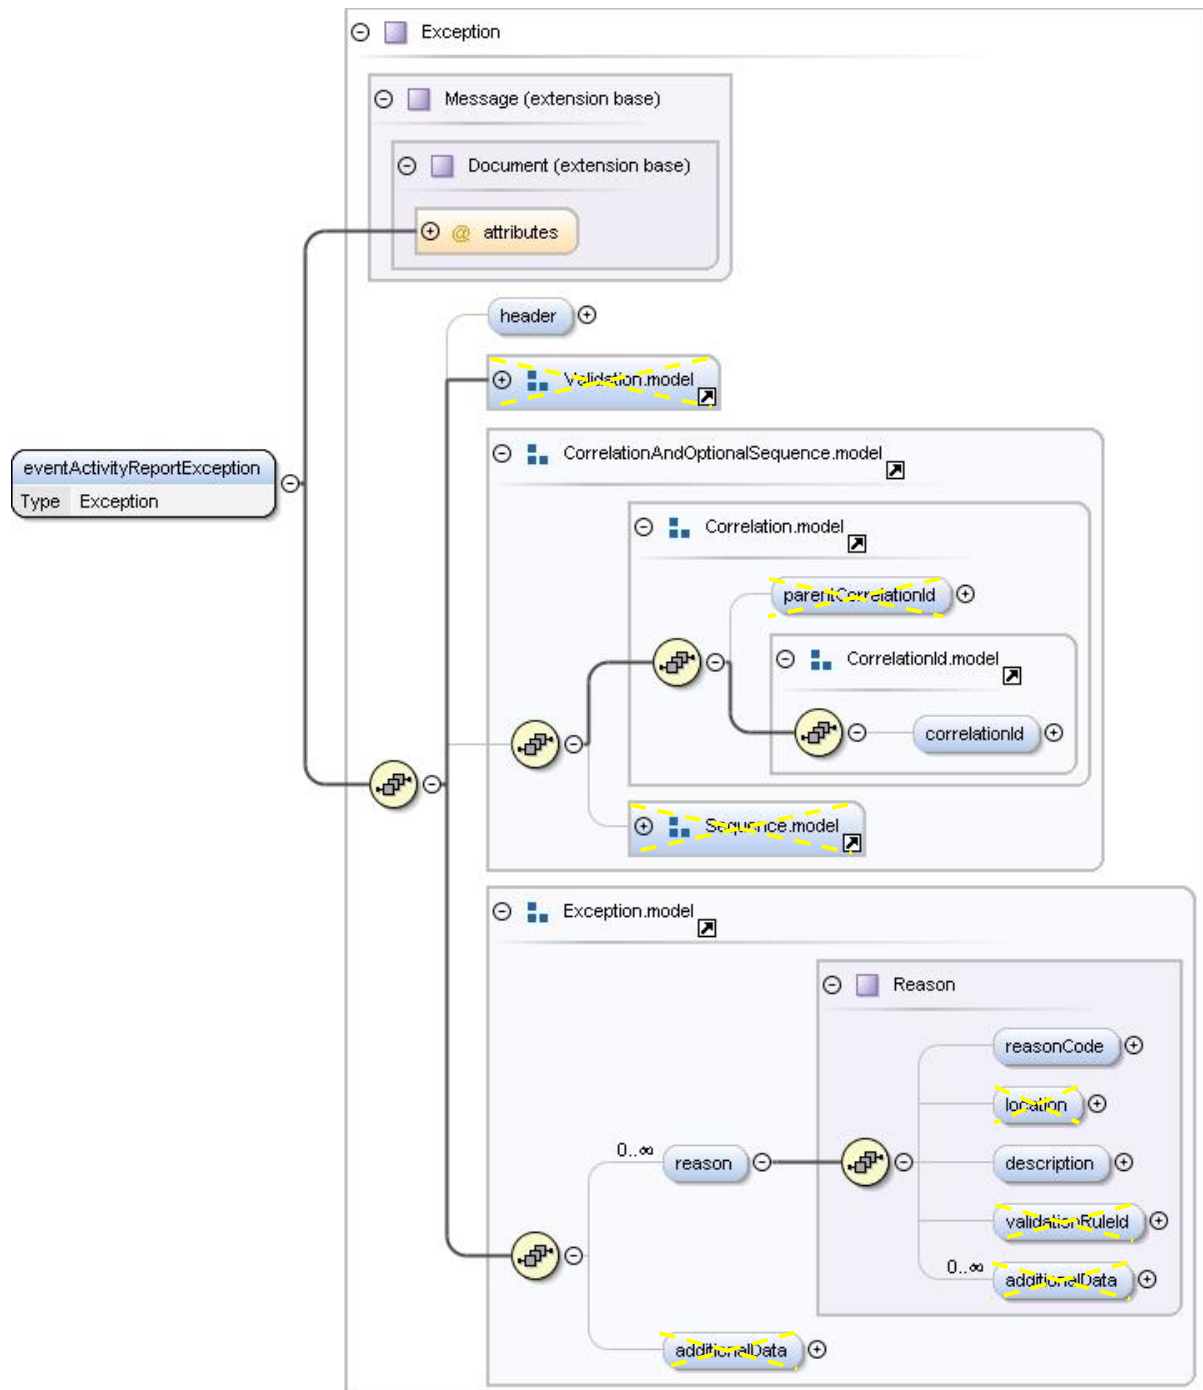 Exception
Message (extension base)
Document (extension base)
@ attributes
header
Validation.model
eventActivityReportException
Type Exception
CorrelationAndOptionalSequence.model
Correlation.model
parentCorrelationId
CorrelationId.model
correlationId
Sequence.model
Exception.model
Reason
reasonCode
location
0..∞
reason
description
validationRuleId
0..∞
additionalData
additionalData